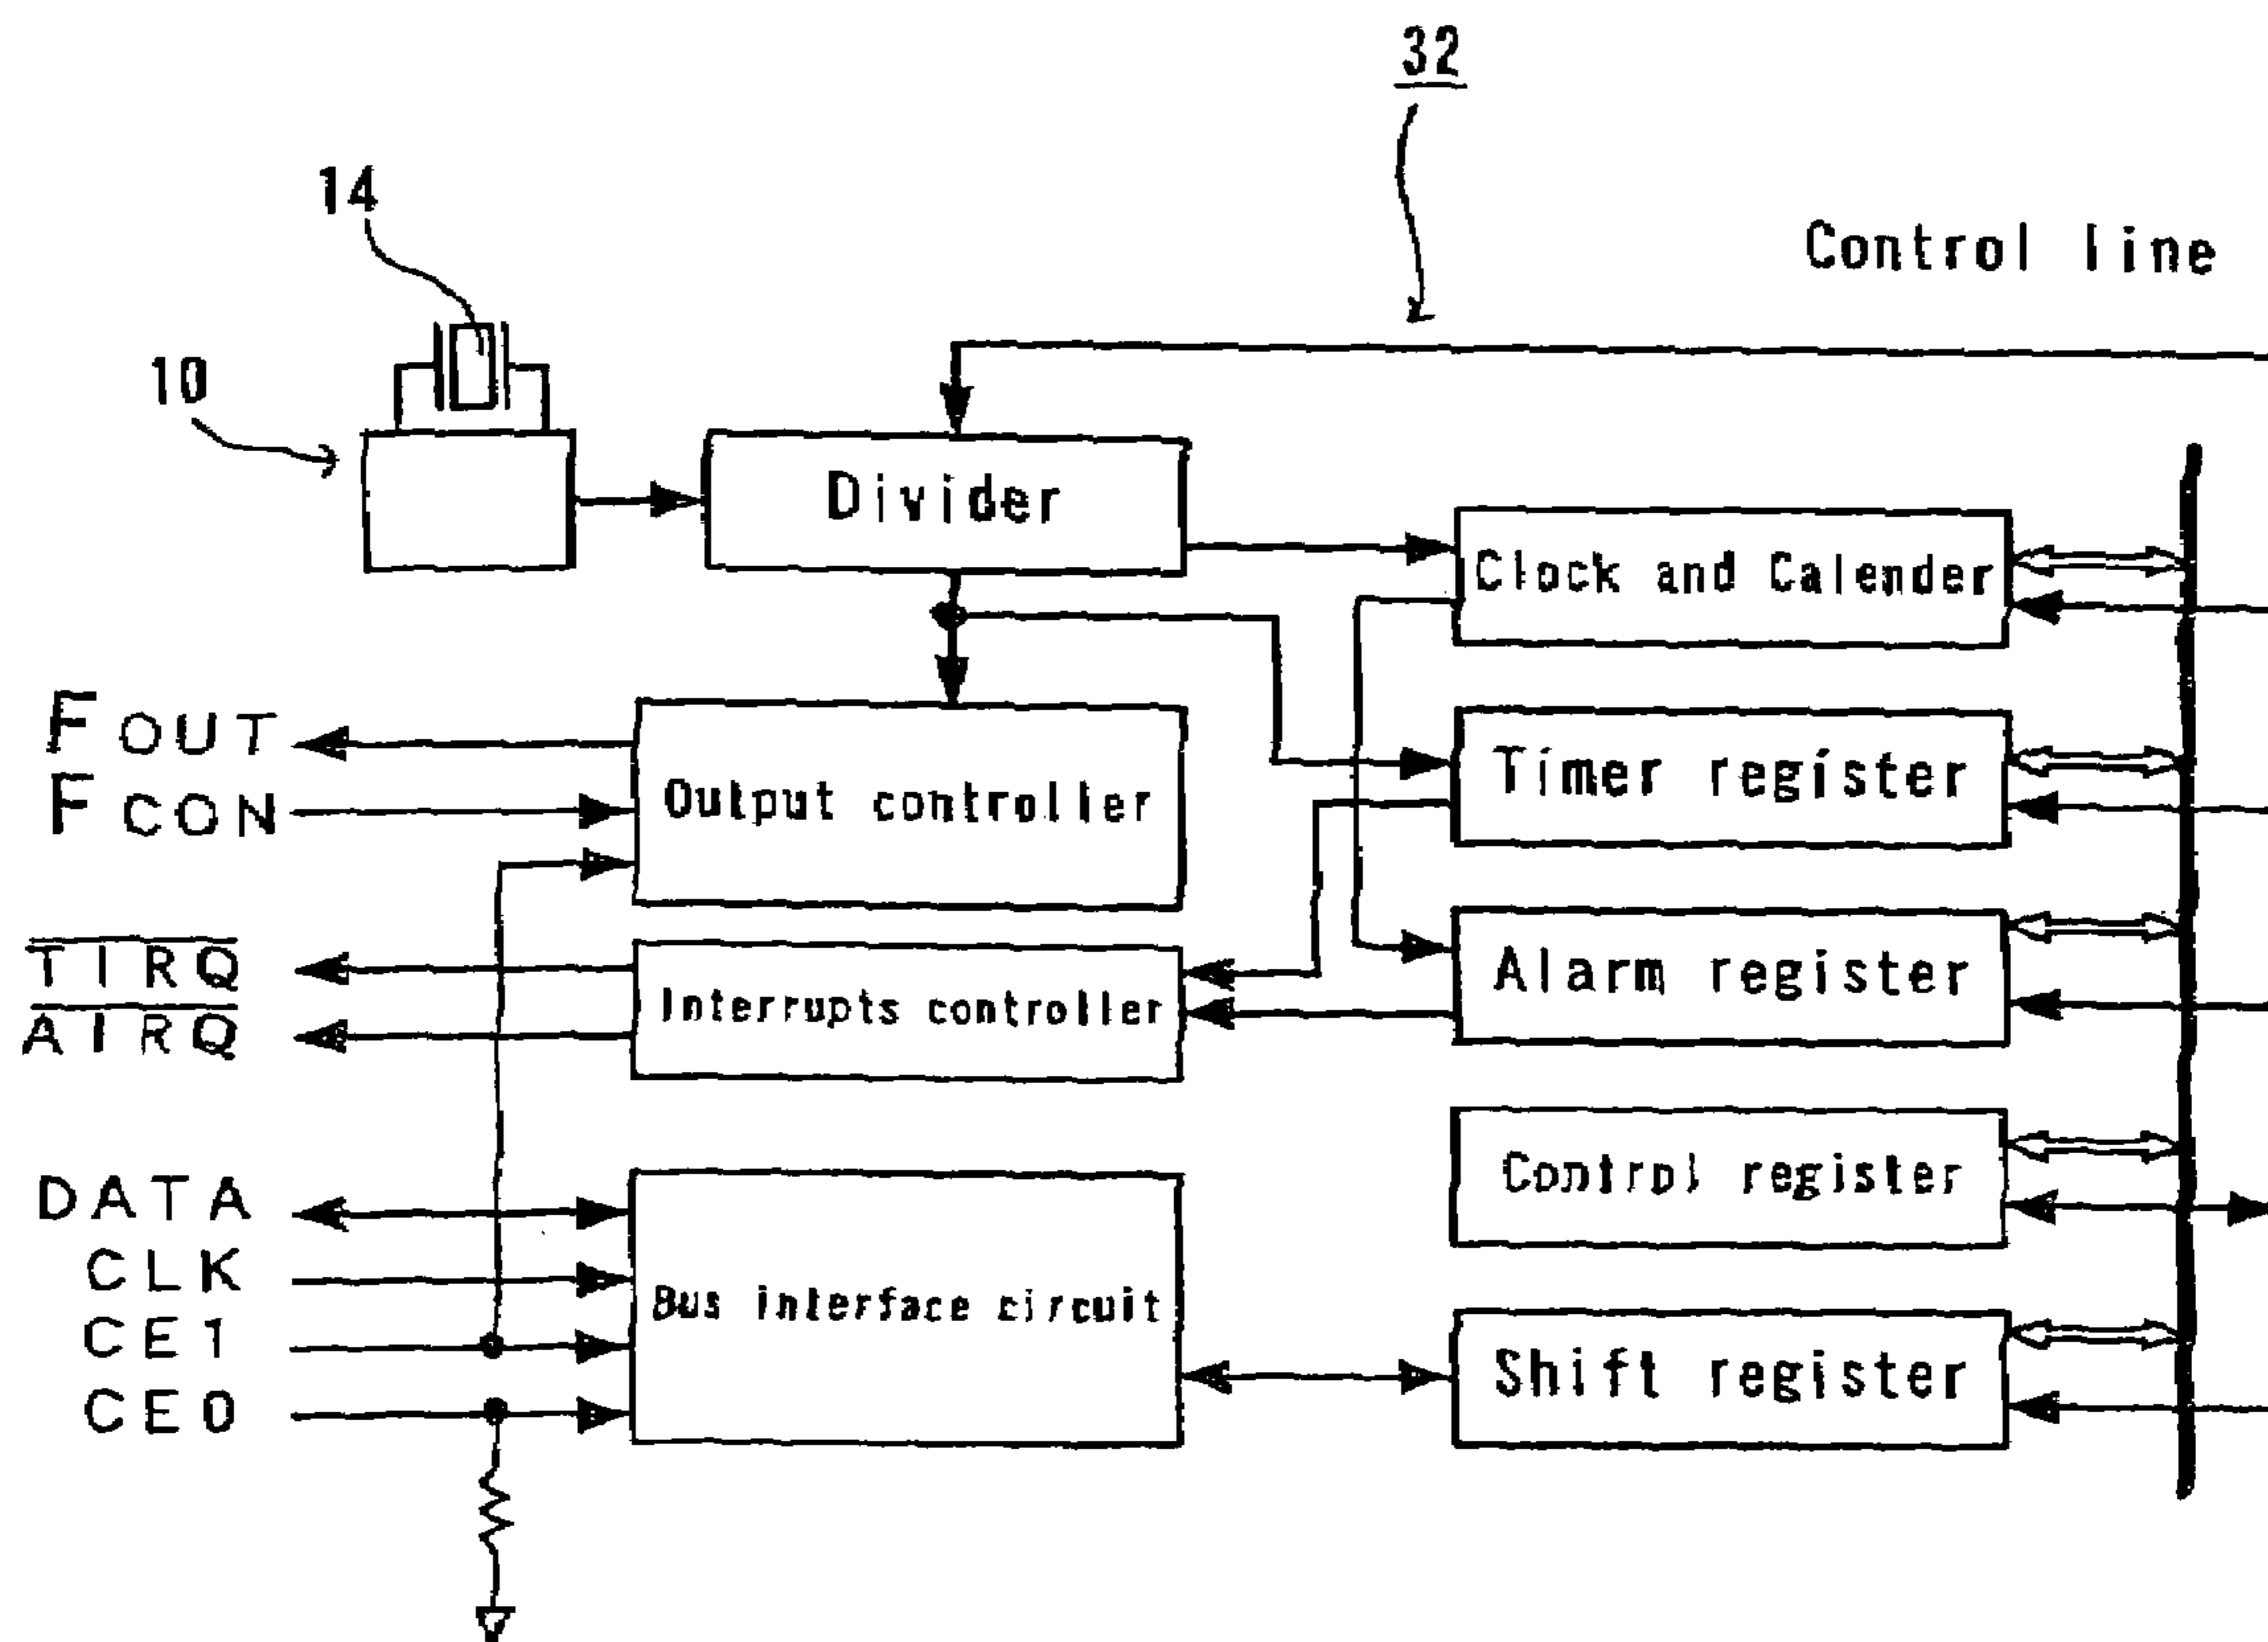 32
14
Control line
10
Divider
Clock and Calender
FOUT
FCON
Output controller
Timer register
TIRQ
AIRQ
Interrupts controller
Alarm register
DATA
CLK
CE1
CE0
Bus interface circuit
Control register
Shift register